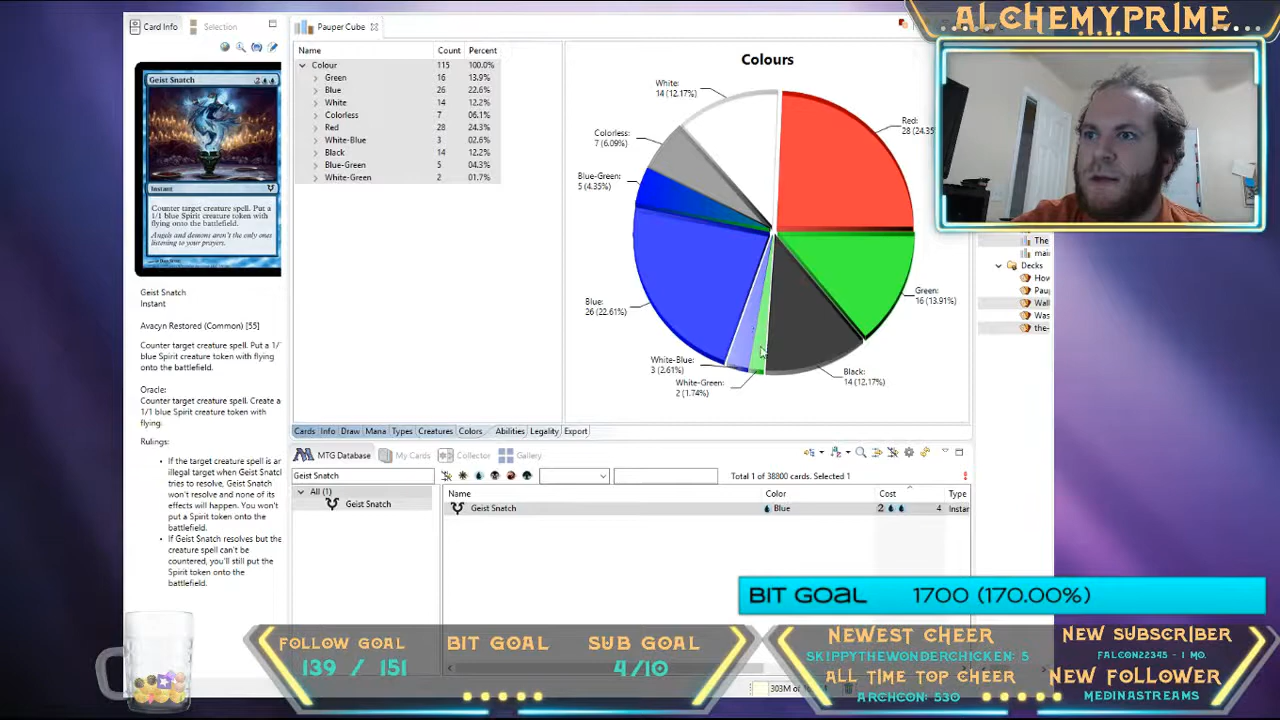 Card Info
Selection
Geist Snatch
Instant
Counter target creature spell. Put a
1/1 blue Spirit creature token with
flying onto the battlefield.
Angels and demons aren't the only ones
listening to your prayers.
Geist Snatch
Instant
Avacyn Restored (Common) [55]
Counter target creature spell. Put a 1/
blue Spirit creature token with
flying onto the battlefield.
Oracle:
Counter target creature spell. Create a
1/1 blue Spirit creature token with
flying.
Rulings:
• If the target creature spell is an
illegal target when Geist Snatch
tries to resolve, Geist Snatch
won't resolve and none of its
effects will happen. You won't
put a Spirit token onto the
battlefield.
• If Geist Snatch resolves but the
creature spell can't be
countered, you'll still put the
Spirit token onto the
battlefield.
Pauper Cube
Name Count Percent
Colour 115 100.0%
Green 16 13.9%
Blue 26 22.6%
White 14 12.2%
Colorless 7 06.1%
Red 28 24.3%
White-Blue 3 02.6%
Black 14 12.2%
Blue-Green 5 04.3%
White-Green 2 01.7%
Colours
White:
14 (12.17%)
Red:
28 (24.35
Colorless:
7 (6.09%)
Blue-Green:
5 (4.35%)
Blue:
26 (22.61%)
Green:
16 (13.91%)
White-Blue:
3 (2.61%)
White-Green:
2 (1.74%)
Black:
14 (12.17%)
Cards Info Draw Mana Types Creatures Colors Abilities Legality Export
MTG Database My Cards Collector Gallery
Geist Snatch
Total 1 of 38800 cards. Selected 1
All (1)
Geist Snatch
Name Color Cost Type
Geist Snatch Blue 2 4 Instar
The
main
Decks
How
Pau
Wall
Was
the-
303M of
ALCHEMYPRIME...
BIT GOAL 1700 (170.00%)
FOLLOW GOAL
139 / 151
BIT GOAL
SUB GOAL
4/10
NEWEST CHEER
SKIPPYTHEWONDERCHICKEN: 5
ALL TIME TOP CHEER
ARCHCON: 530
NEW SUBSCRIBER
FALCON22345 - 1 MO.
NEW FOLLOWER
MEDINASTREAMS